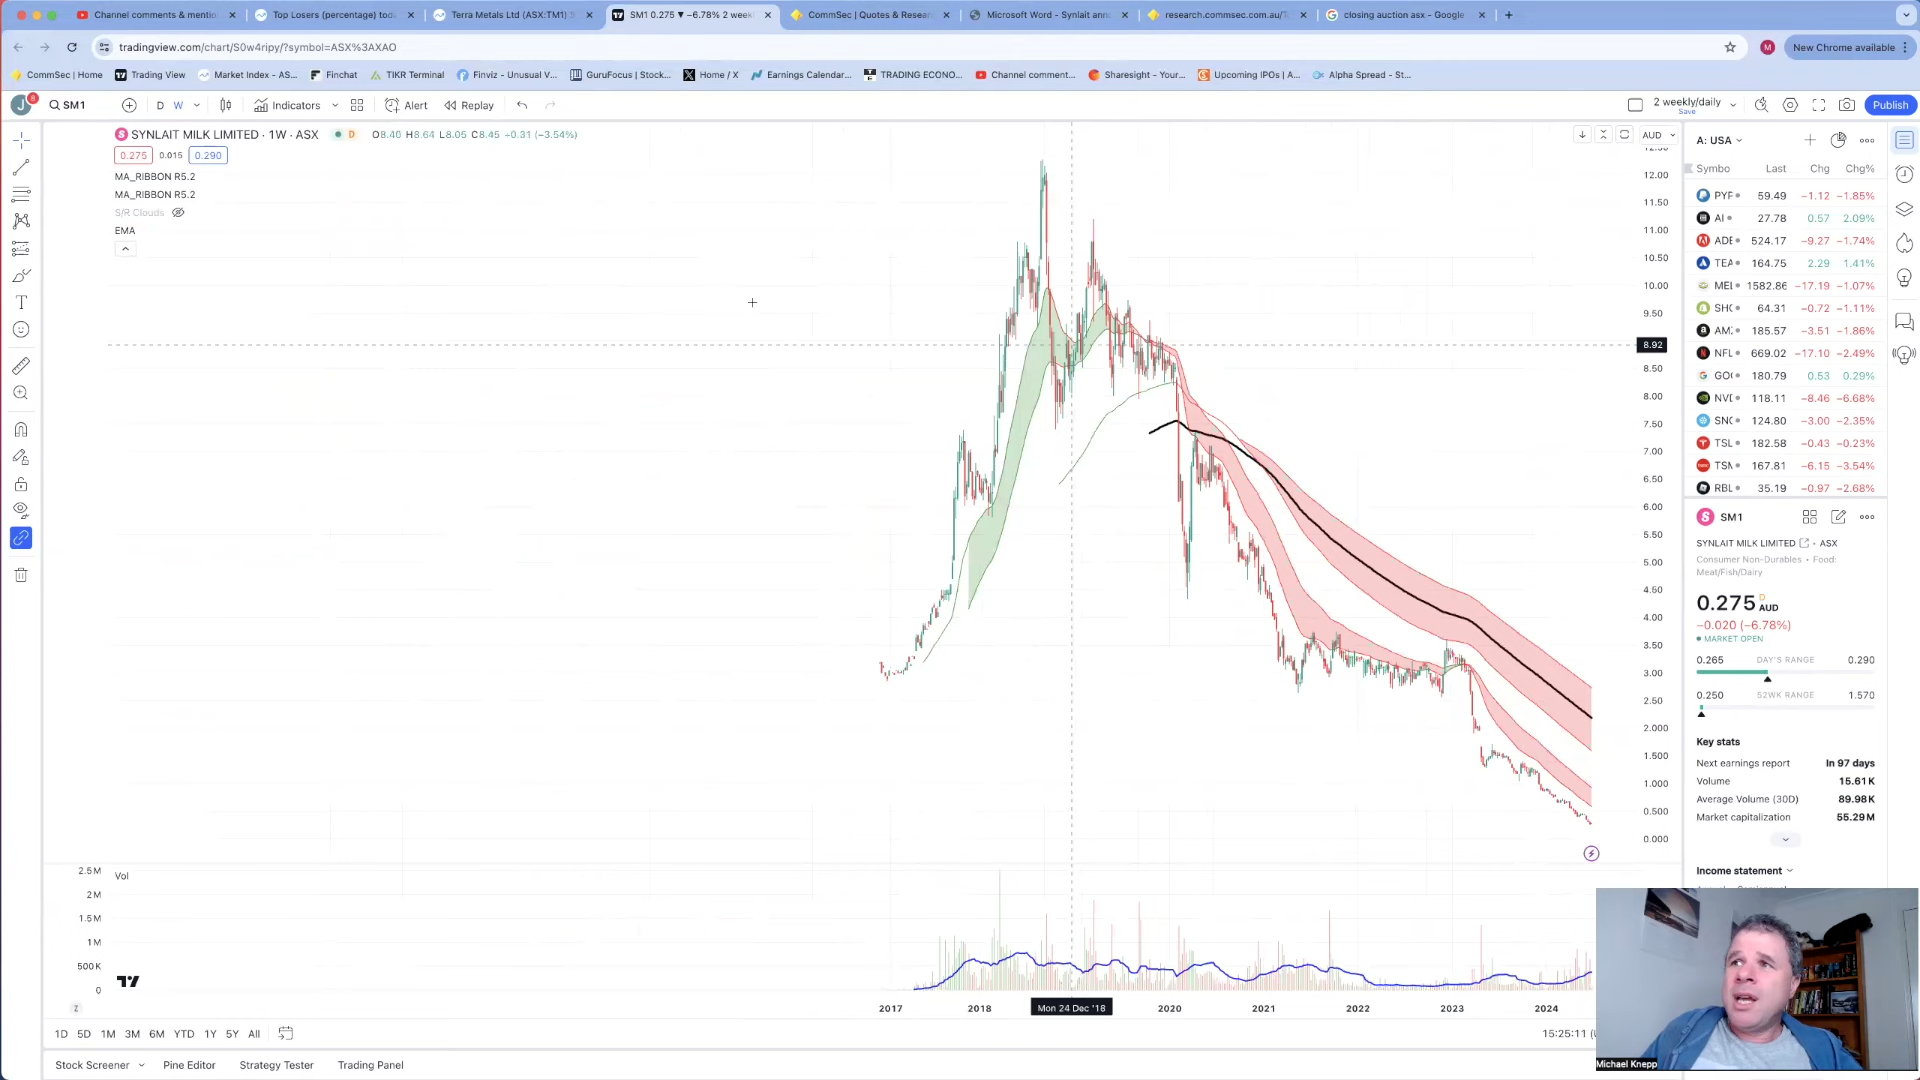 Channel comments & mentio
Top Losers (percentage) tod
Terra Metals Ltd (ASX:TM1) S
SM1 0.275 ▼ −6.78% 2 week
CommSec | Quotes & Resear
Microsoft Word - Synlait ann
research.commsec.com.au/T
closing auction asx - Google
tradingview.com/chart/S0w4ripy/?symbol=ASX%3AXAO
M
New Chrome available
CommSec | Home
Trading View
Market Index - AS...
Finchat
TIKR Terminal
Finviz - Unusual V...
GuruFocus | Stock...
Home / X
Earnings Calendar...
TRADING ECONO...
Channel comment...
Sharesight - Your...
Upcoming IPOs | A...
Alpha Spread - St...
J 8
SM1
D W
Indicators
Alert
Replay
2 weekly/daily
Save
Publish
SYNLAIT MILK LIMITED · 1W · ASX
D
O8.40 H8.64 L8.05 C8.45 +0.31 (−3.54%)
0.275 0.015 0.290
MA_RIBBON R5.2
MA_RIBBON R5.2
S/R Clouds
EMA
AUD
12.00
11.50
11.00
10.50
10.00
9.50
8.92
8.50
8.00
7.50
7.00
6.50
6.00
5.50
5.00
4.50
4.00
3.50
3.00
2.50
2.000
1.500
1.000
0.500
0.000
2.5M
Vol
2M
1.5M
1M
500K
0
Z
2017 2018 Mon 24 Dec '18 2020 2021 2022 2023 2024
1D 5D 1M 3M 6M YTD 1Y 5Y All
15:25:11 (U
Stock Screener
Pine Editor
Strategy Tester
Trading Panel
A: USA
Symbo Last Chg Chg%
PYP 59.49 −1.12 −1.85%
AI 27.78 0.57 2.09%
ADE 524.17 −9.27 −1.74%
TEA 164.75 2.29 1.41%
MEL 1582.86 −17.19 −1.07%
SHO 64.31 −0.72 −1.11%
AMZ 185.57 −3.51 −1.86%
NFL 669.02 −17.10 −2.49%
GOO 180.79 0.53 0.29%
NVD 118.11 −8.46 −6.68%
SNO 124.80 −3.00 −2.35%
TSL 182.58 −0.43 −0.23%
TSM 167.81 −6.15 −3.54%
RBL 35.19 −0.97 −2.68%
SM1
SYNLAIT MILK LIMITED • ASX
Consumer Non-Durables • Food:
Meat/Fish/Dairy
0.275 D AUD
−0.020 (−6.78%)
MARKET OPEN
0.265 DAY'S RANGE 0.290
0.250 52WK RANGE 1.570
Key stats
Next earnings report In 97 days
Volume 15.61K
Average Volume (30D) 89.98K
Market capitalization 55.29M
Income statement
Michael Knepp